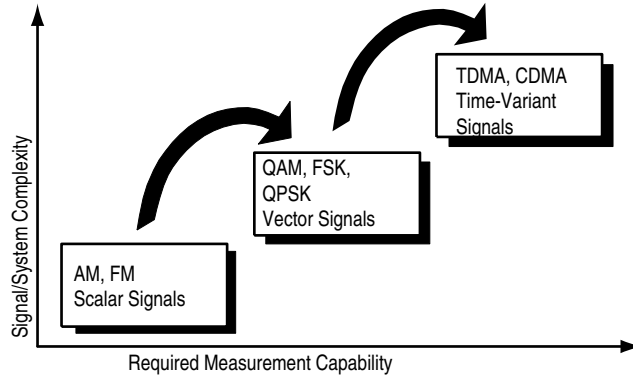 Signal/System Complexity
TDMA, CDMA
Time-Variant
Signals
QAM, FSK,
QPSK
Vector Signals
AM, FM
Scalar Signals
Required Measurement Capability